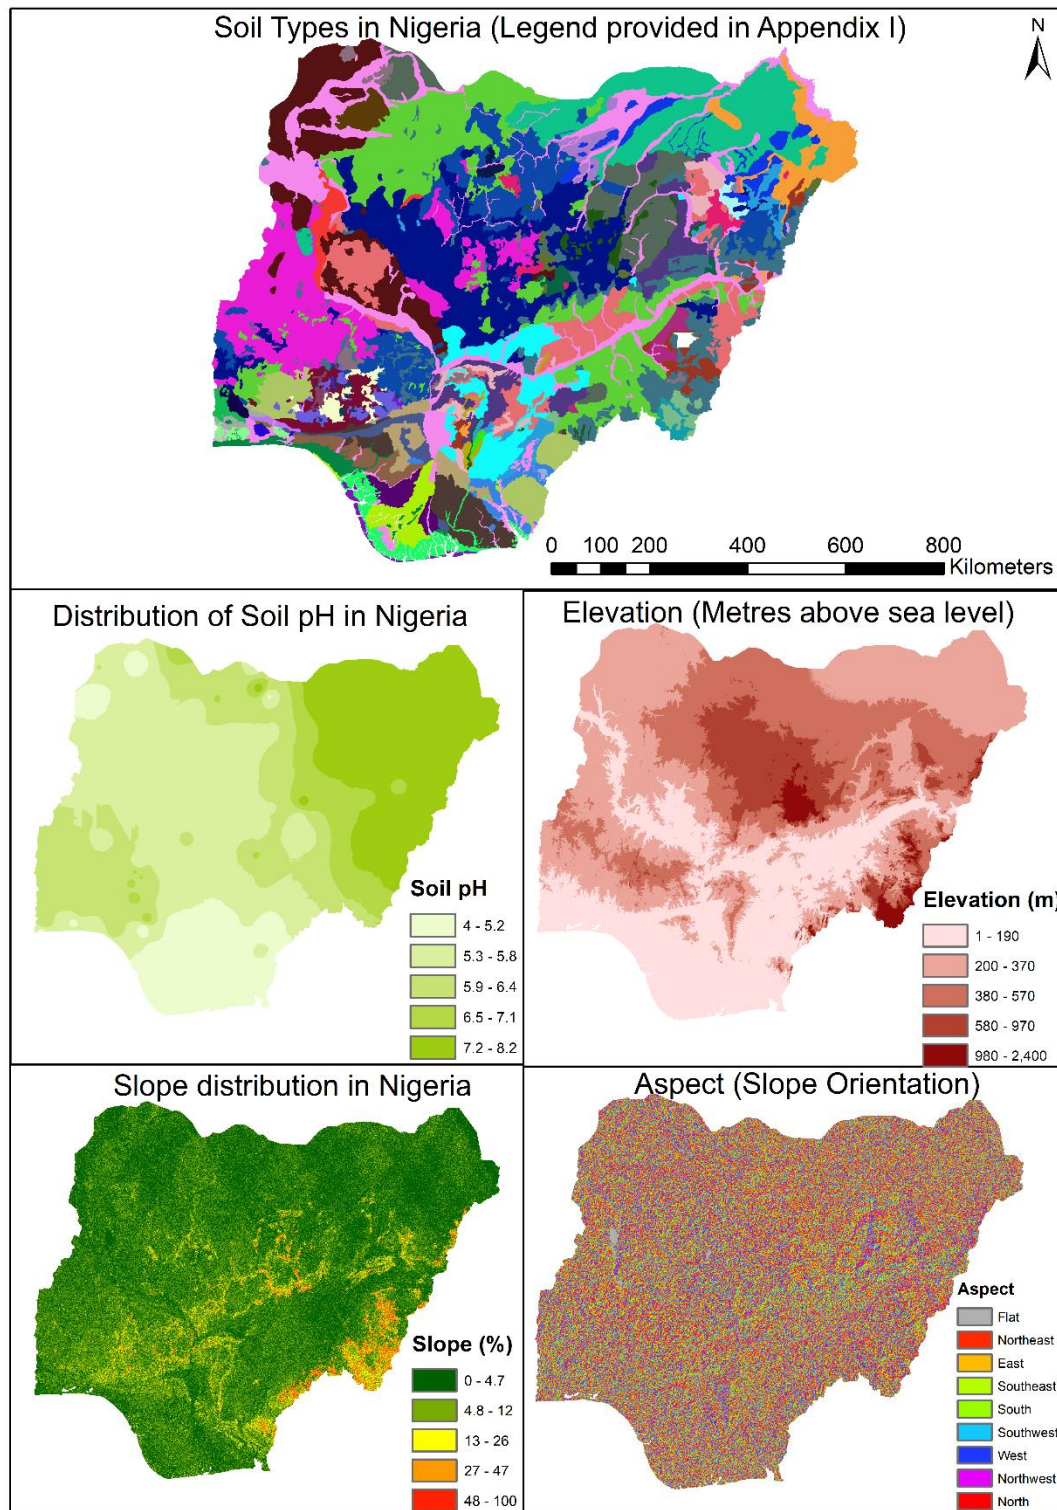 Soil Types in Nigeria (Legend provided in Appendix I)
N
0 100 200 400 600 800
Kilometers
Distribution of Soil pH in Nigeria
Soil pH
4 - 5.2
5.3 - 5.8
5.9 - 6.4
6.5 - 7.1
7.2 - 8.2
Elevation (Metres above sea level)
Elevation (m)
1 - 190
200 - 370
380 - 570
580 - 970
980 - 2,400
Slope distribution in Nigeria
Slope (%)
0 - 4.7
4.8 - 12
13 - 26
27 - 47
48 - 100
Aspect (Slope Orientation)
Aspect
Flat
Northeast
East
Southeast
South
Southwest
West
Northwest
North